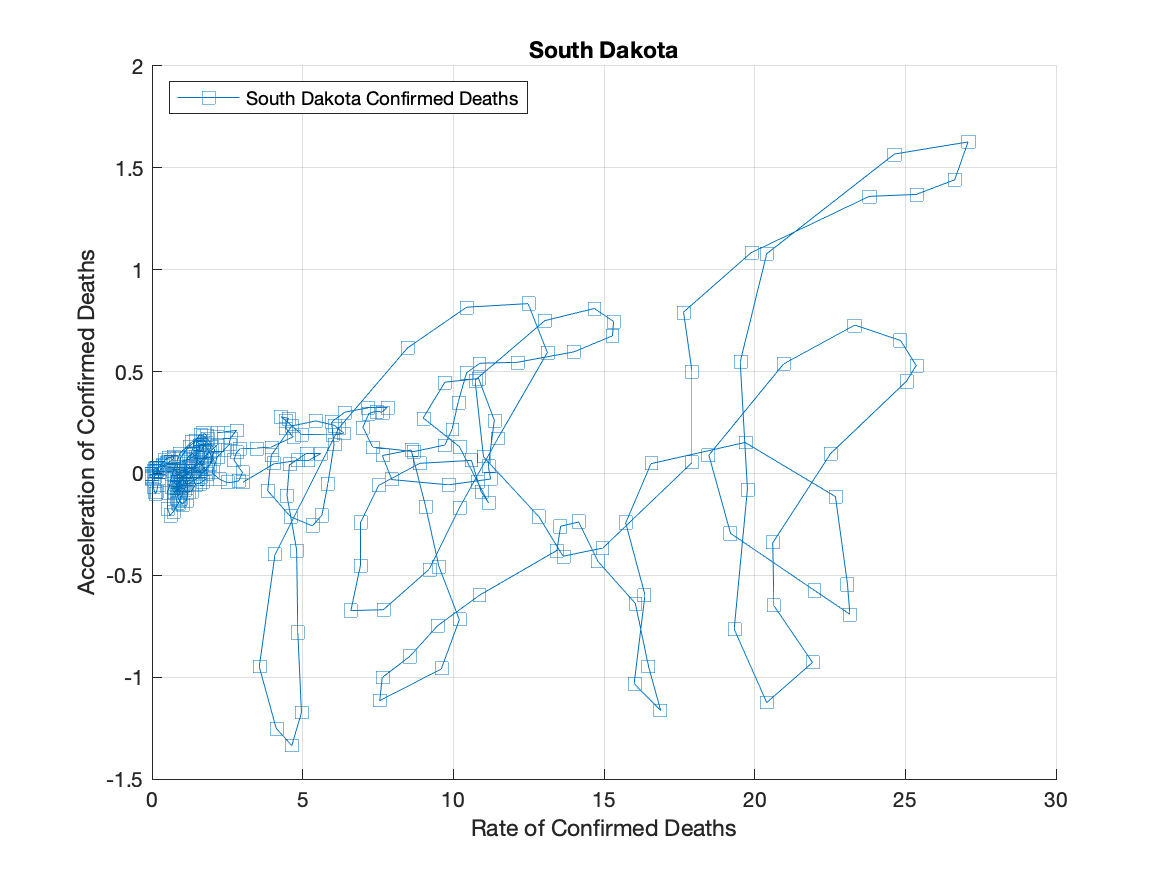 South Dakota
South Dakota Confirmed Deaths
2
1.5
1
0.5
0
-0.5
-1
-1.5
Acceleration of Confirmed Deaths
0 5 10 15 20 25 30
Rate of Confirmed Deaths